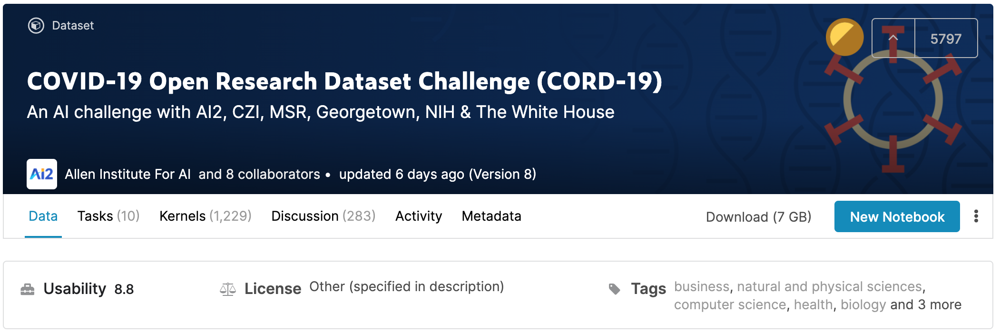 Dataset
5797
COVID-19 Open Research Dataset Challenge (CORD-19)
An AI challenge with AI2, CZI, MSR, Georgetown, NIH & The White House
Ai2 Allen Institute For AI and 8 collaborators • updated 6 days ago (Version 8)
Data Tasks (10) Kernels (1,229) Discussion (283) Activity Metadata Download (7 GB) New Notebook
Usability 8.8 License Other (specified in description) Tags business, natural and physical sciences,
computer science, health, biology and 3 more